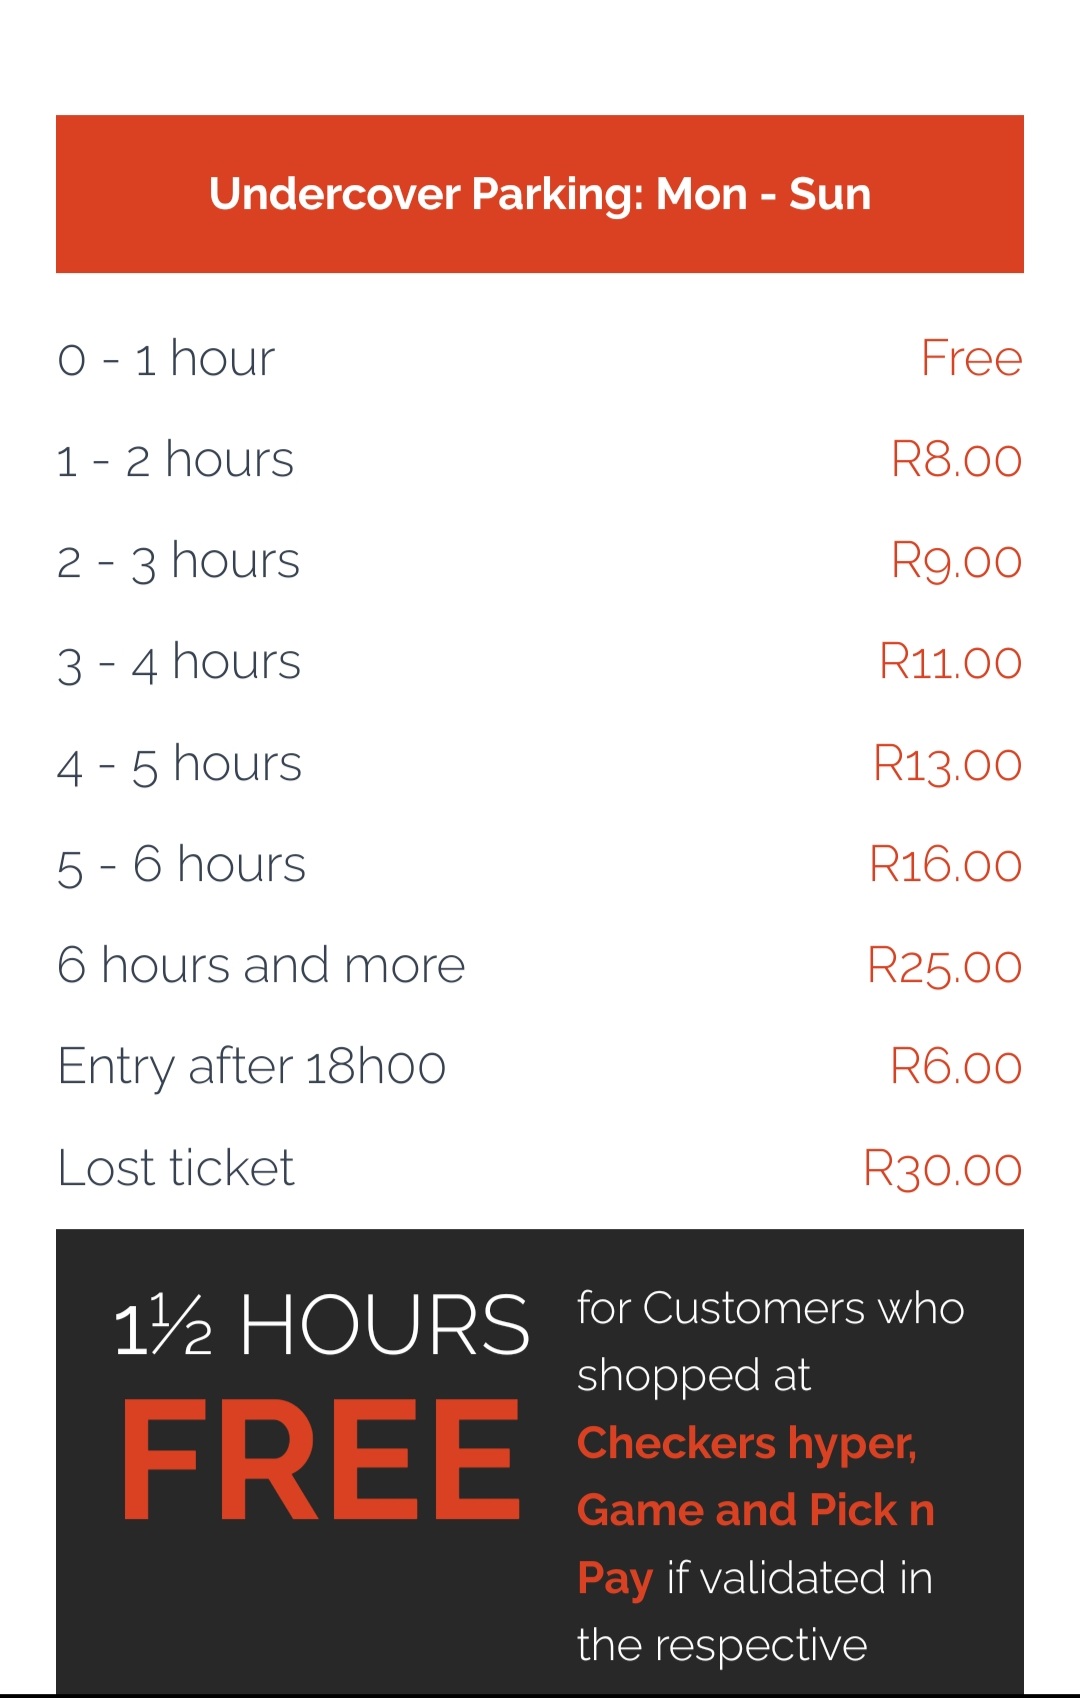 Undercover Parking: Mon - Sun
0 - 1 hour Free
1 - 2 hours R8.00
2 - 3 hours R9.00
3 - 4 hours R11.00
4 - 5 hours R13.00
5 - 6 hours R16.00
6 hours and more R25.00
Entry after 18h00 R6.00
Lost ticket R30.00
1½ HOURS
FREE
for Customers who
shopped at
Checkers hyper,
Game and Pick n
Pay if validated in
the respective